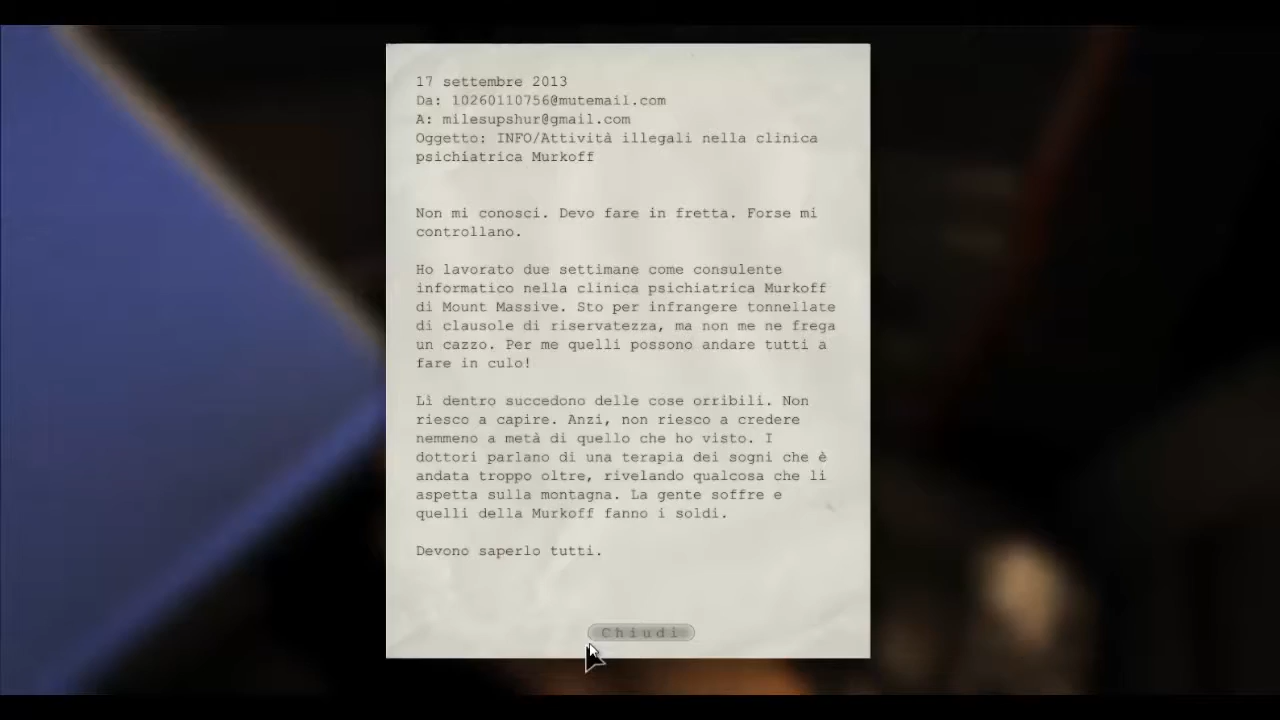 17 settembre 2013
Da: 10260110756@mutemail.com
A: milesupshur@gmail.com
Oggetto: INFO/Attività illegali nella clinica
psichiatrica Murkoff
Non mi conosci. Devo fare in fretta. Forse mi
controllano.
Ho lavorato due settimane come consulente
informatico nella clinica psichiatrica Murkoff
di Mount Massive. Sto per infrangere tonnellate
di clausole di riservatezza, ma non me ne frega
un cazzo. Per me quelli possono andare tutti a
fare in culo!
Lì dentro succedono delle cose orribili. Non
riesco a capire. Anzi, non riesco a credere
nemmeno a metà di quello che ho visto. I
dottori parlano di una terapia dei sogni che è
andata troppo oltre, rivelando qualcosa che li
aspetta sulla montagna. La gente soffre e
quelli della Murkoff fanno i soldi.
Devono saperlo tutti.
Chiudi